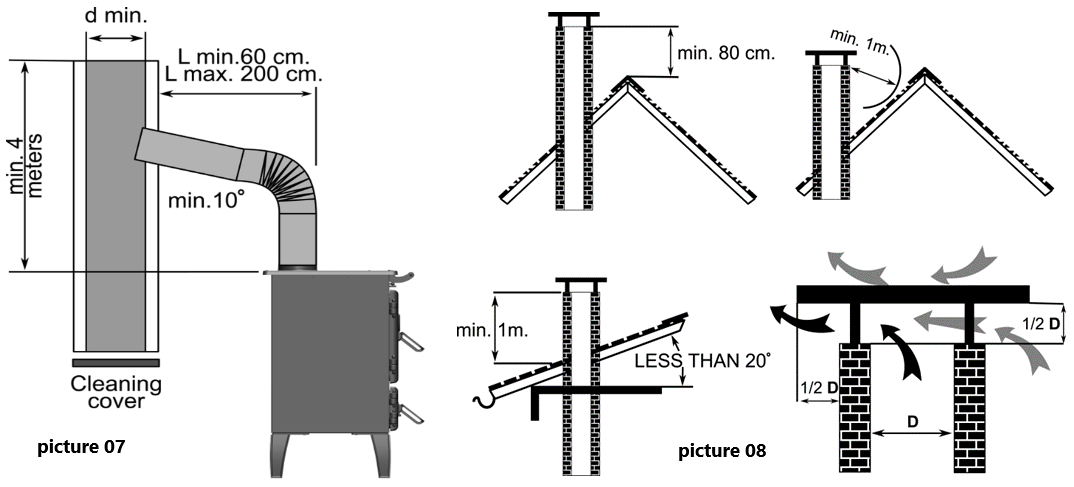 d min.
L min.60 cm.
L max. 200 cm.
min. 4
meters
min.10°
Cleaning
cover
picture 07
min. 80 cm.
min. 1m.
min. 1m.
LESS THAN 20°
1/2 D
1/2 D
D
picture 08